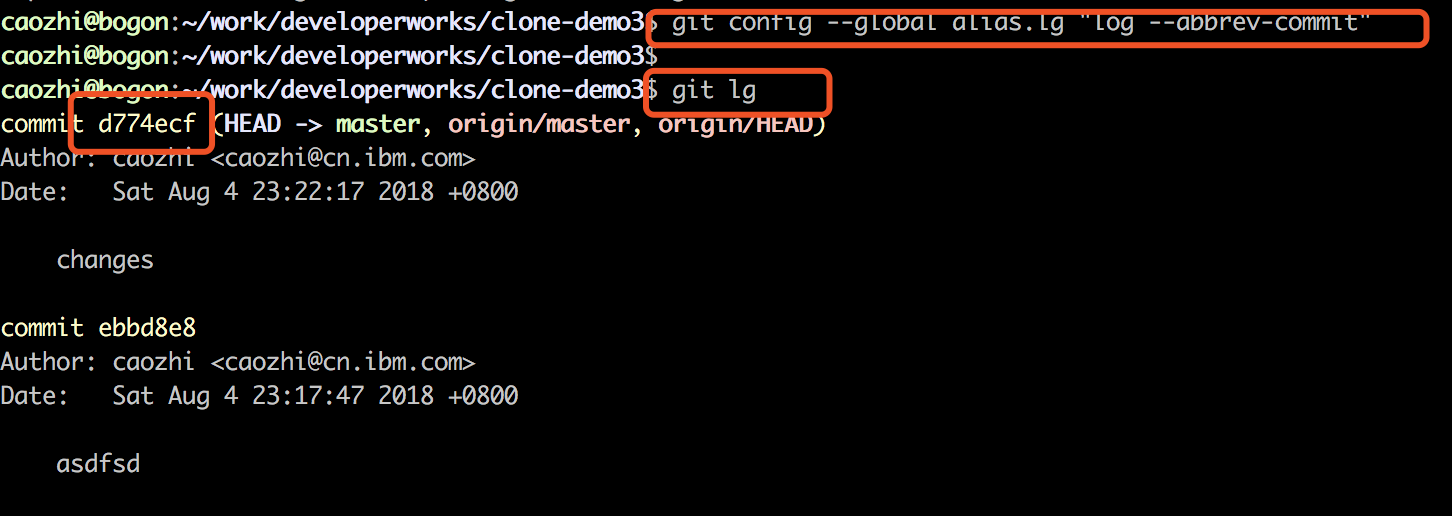 caozhi@bogon:~/work/developerworks/clone-demo3$ git config --global alias.lg "log --abbrev-commit"
caozhi@bogon:~/work/developerworks/clone-demo3$
caozhi@bogon:~/work/developerworks/clone-demo3$ git lg
commit d774ecf (HEAD -> master, origin/master, origin/HEAD)
Author: caozhi <caozhi@cn.ibm.com>
Date:   Sat Aug 4 23:22:17 2018 +0800
    changes
commit ebbd8e8
Author: caozhi <caozhi@cn.ibm.com>
Date:   Sat Aug 4 23:17:47 2018 +0800
    asdfsd